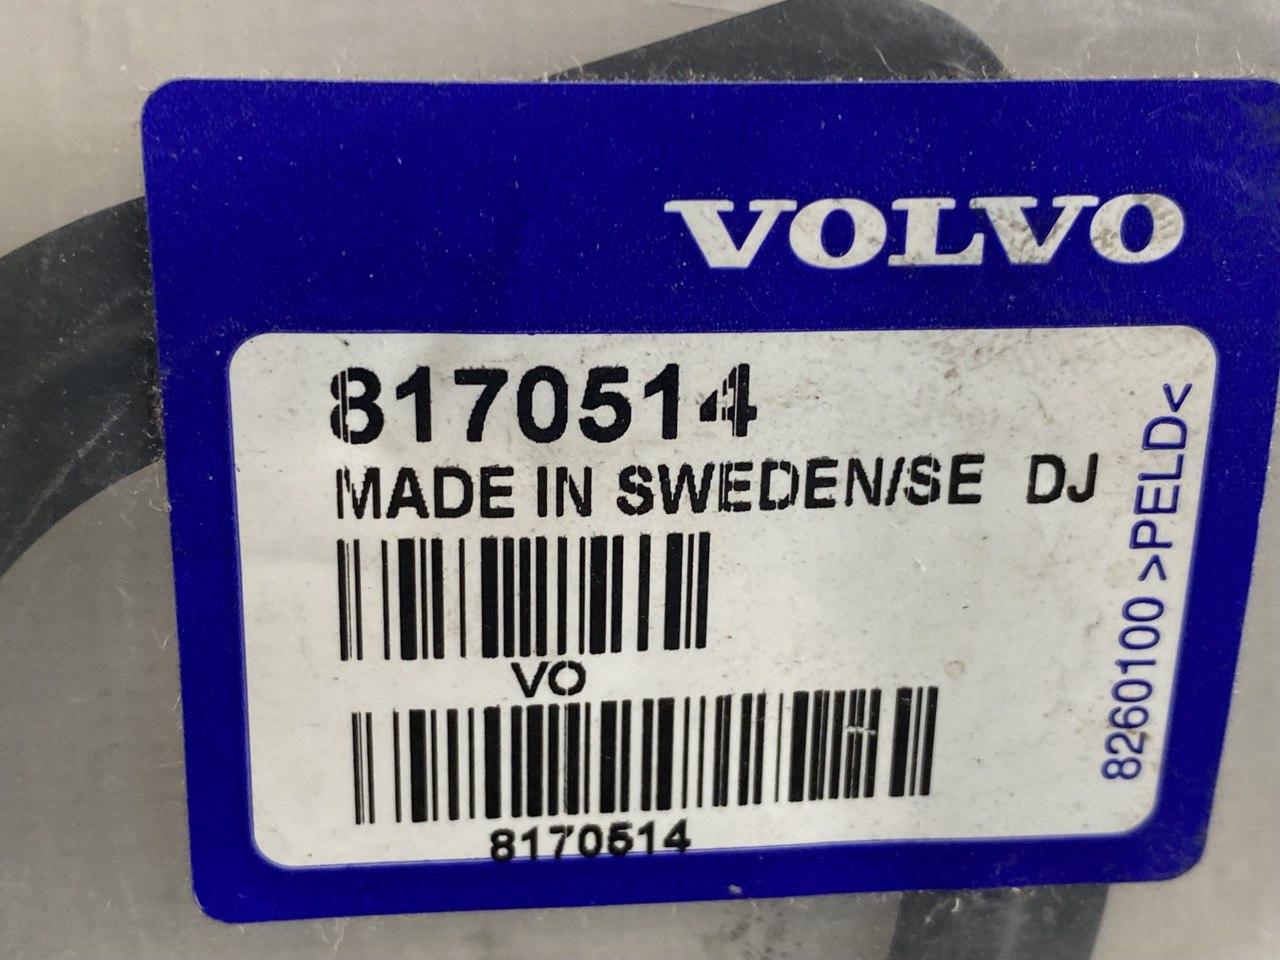 VOLVO
8170514
MADE IN SWEDEN/SE DJ
VO
8170514
8260100 >PELD<